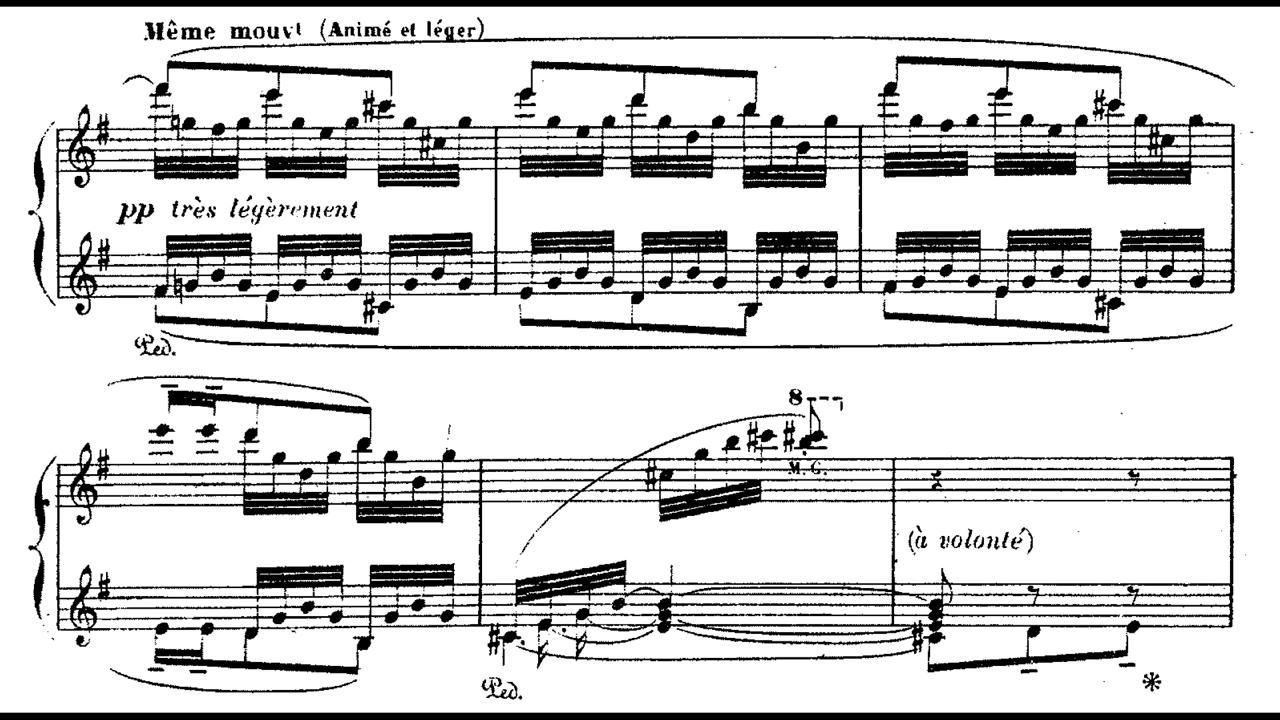 Même mouvt (Animé et léger)
pp très légèrement
Ped.
8
M. G.
(à volonté)
Ped.